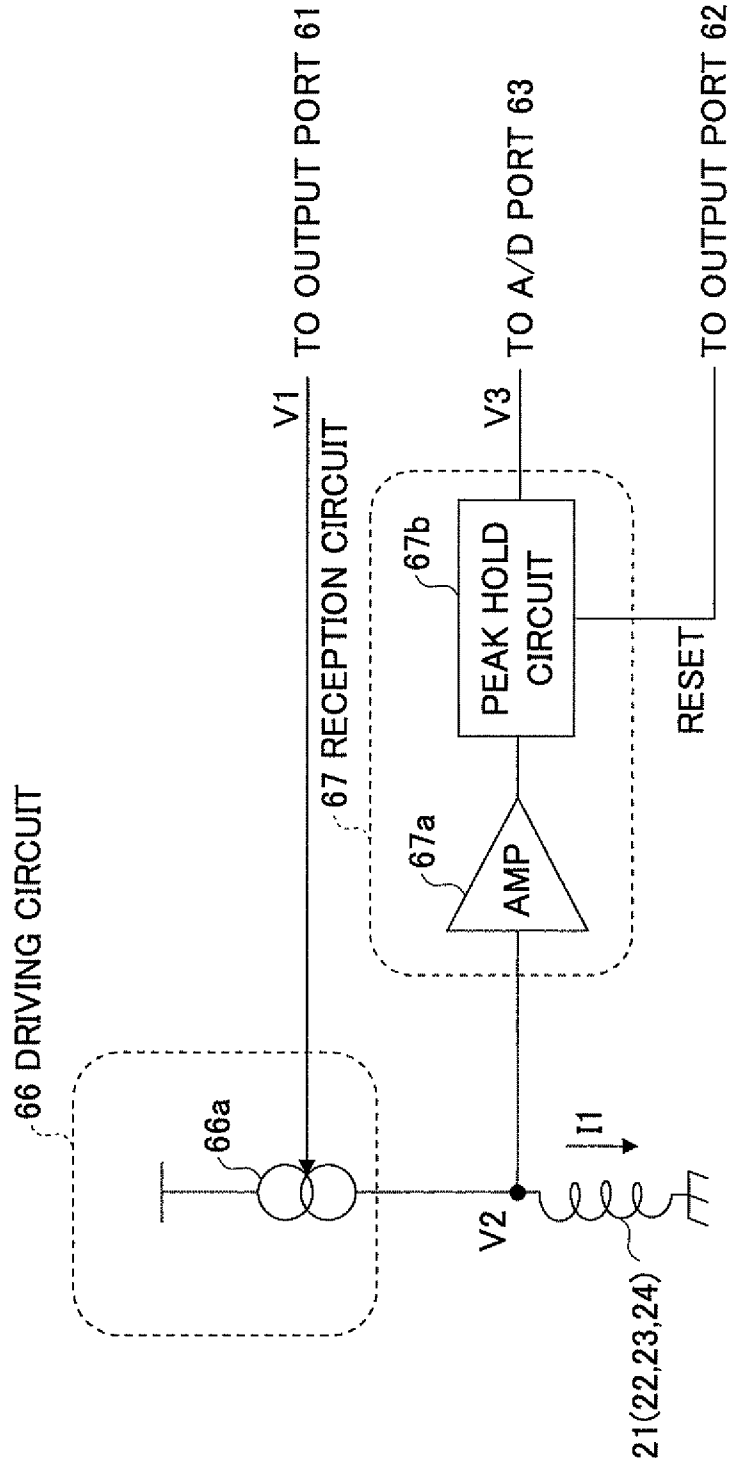 66 DRIVING CIRCUIT
66a
V1
TO OUTPUT PORT 61
67 RECEPTION CIRCUIT
67a
AMP
67b
PEAK HOLD
CIRCUIT
V3
TO A/D PORT 63
V2
I1
RESET
TO OUTPUT PORT 62
21(22,23,24)